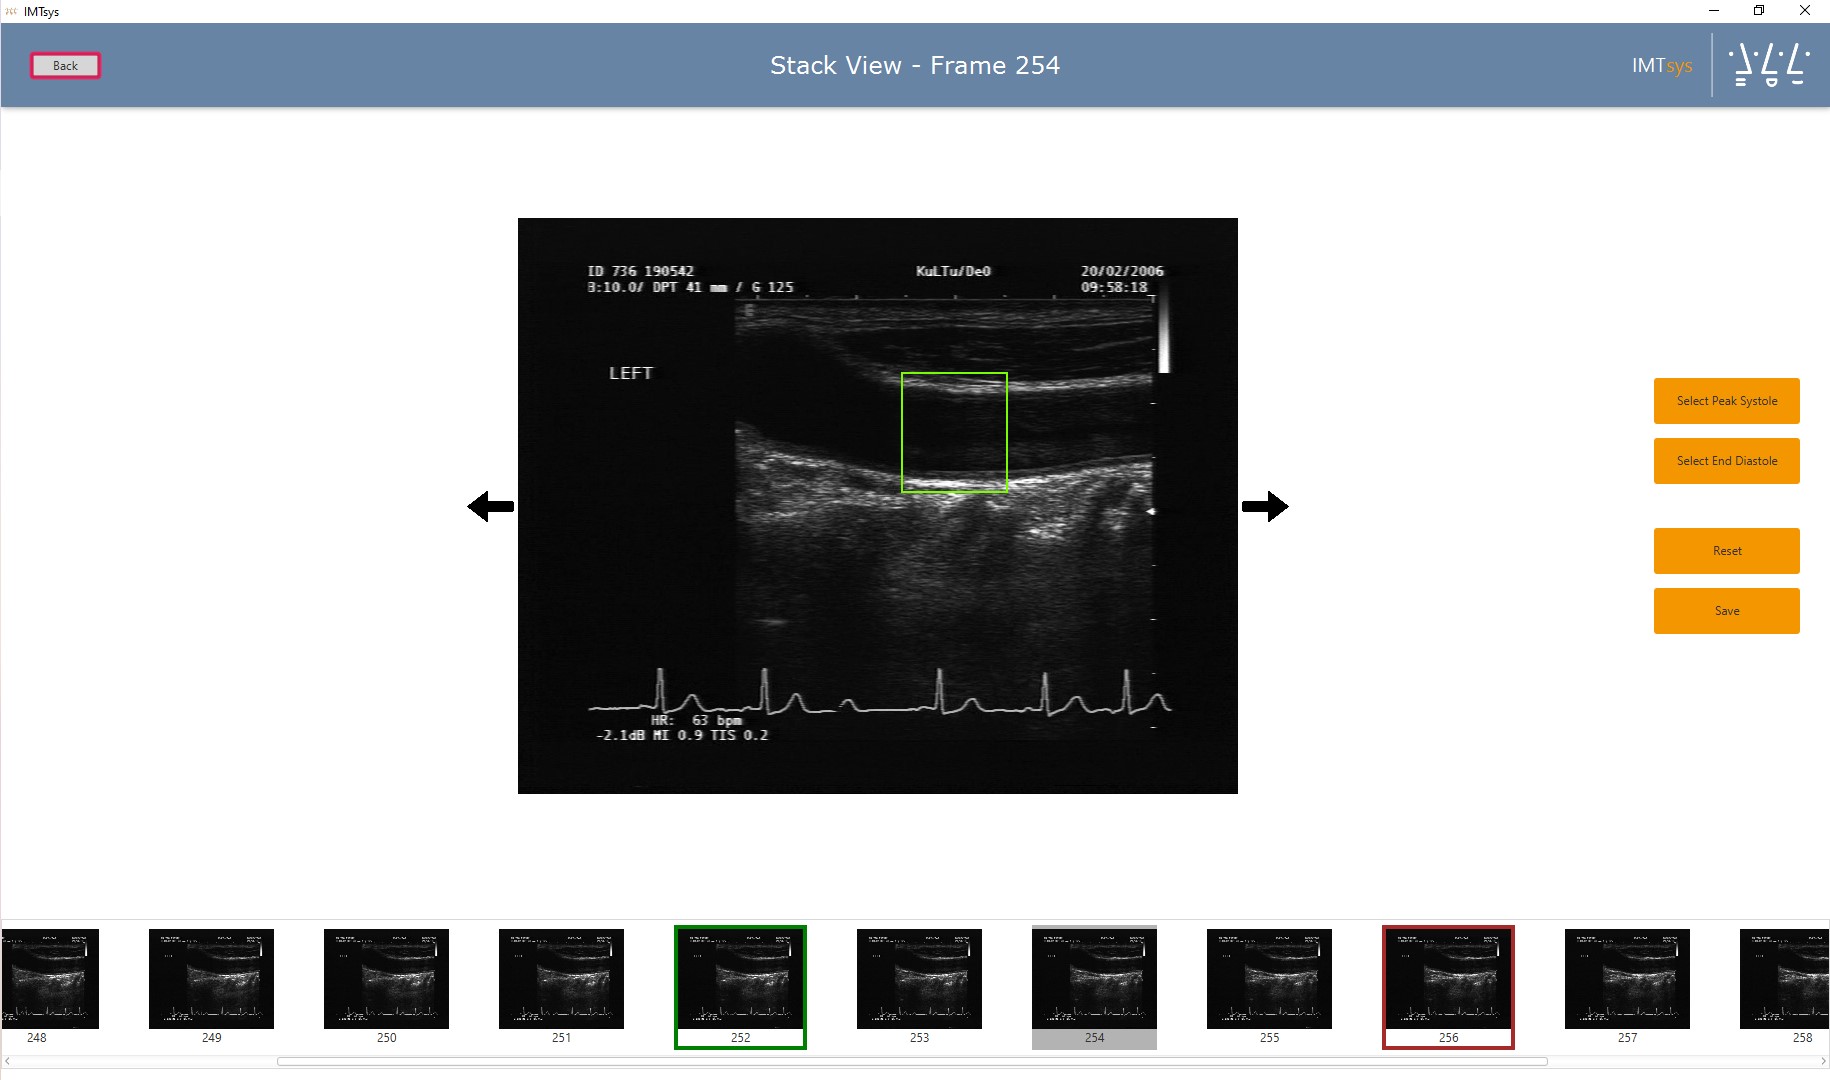 IMTsys
Back
Stack View - Frame 254
IMTsys
ID 736 190542
KuLTu/De0
20/02/2006
B:10.0/ DPT 41 mm / G 125
09:58:18
LEFT
HR: 63 bpm
-2.1dB MI 0.9 TIS 0.2
Select Peak Systole
Select End Diastole
Reset
Save
248 249 250 251 252 253 254 255 256 257 258